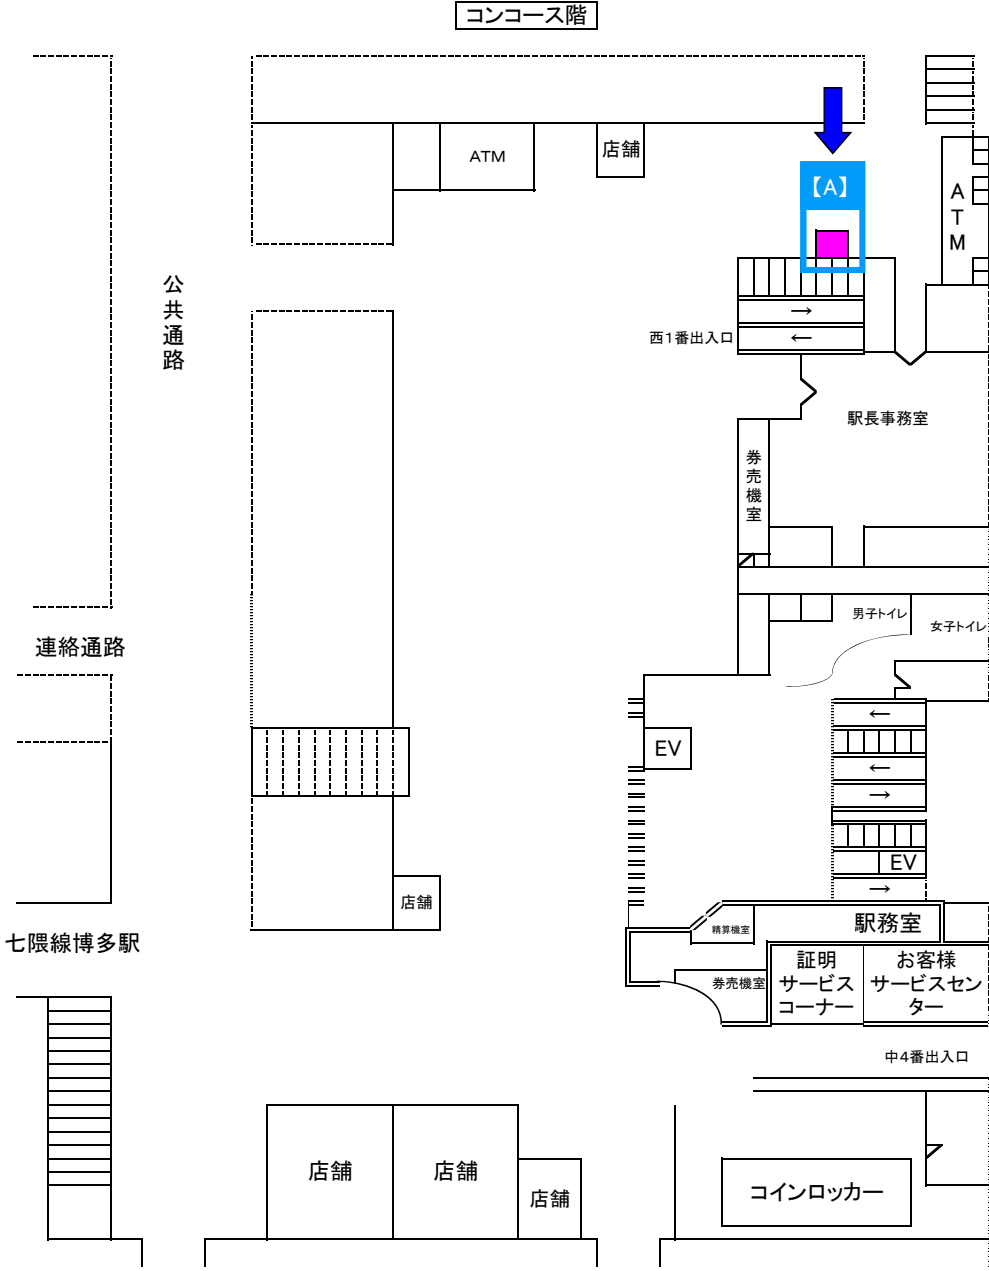 コンコース階
ATM
店舗
【A】
ATM
公共通路
→
西1番出入口
←
駅長事務室
券売機室
男子トイレ
女子トイレ
連絡通路
←
EV
←
→
EV
→
店舗
駅務室
精算機室
七隈線博多駅
証明
サービス
コーナー
お客様
サービスセン
ター
券売機室
中4番出入口
店舗
店舗
店舗
コインロッカー